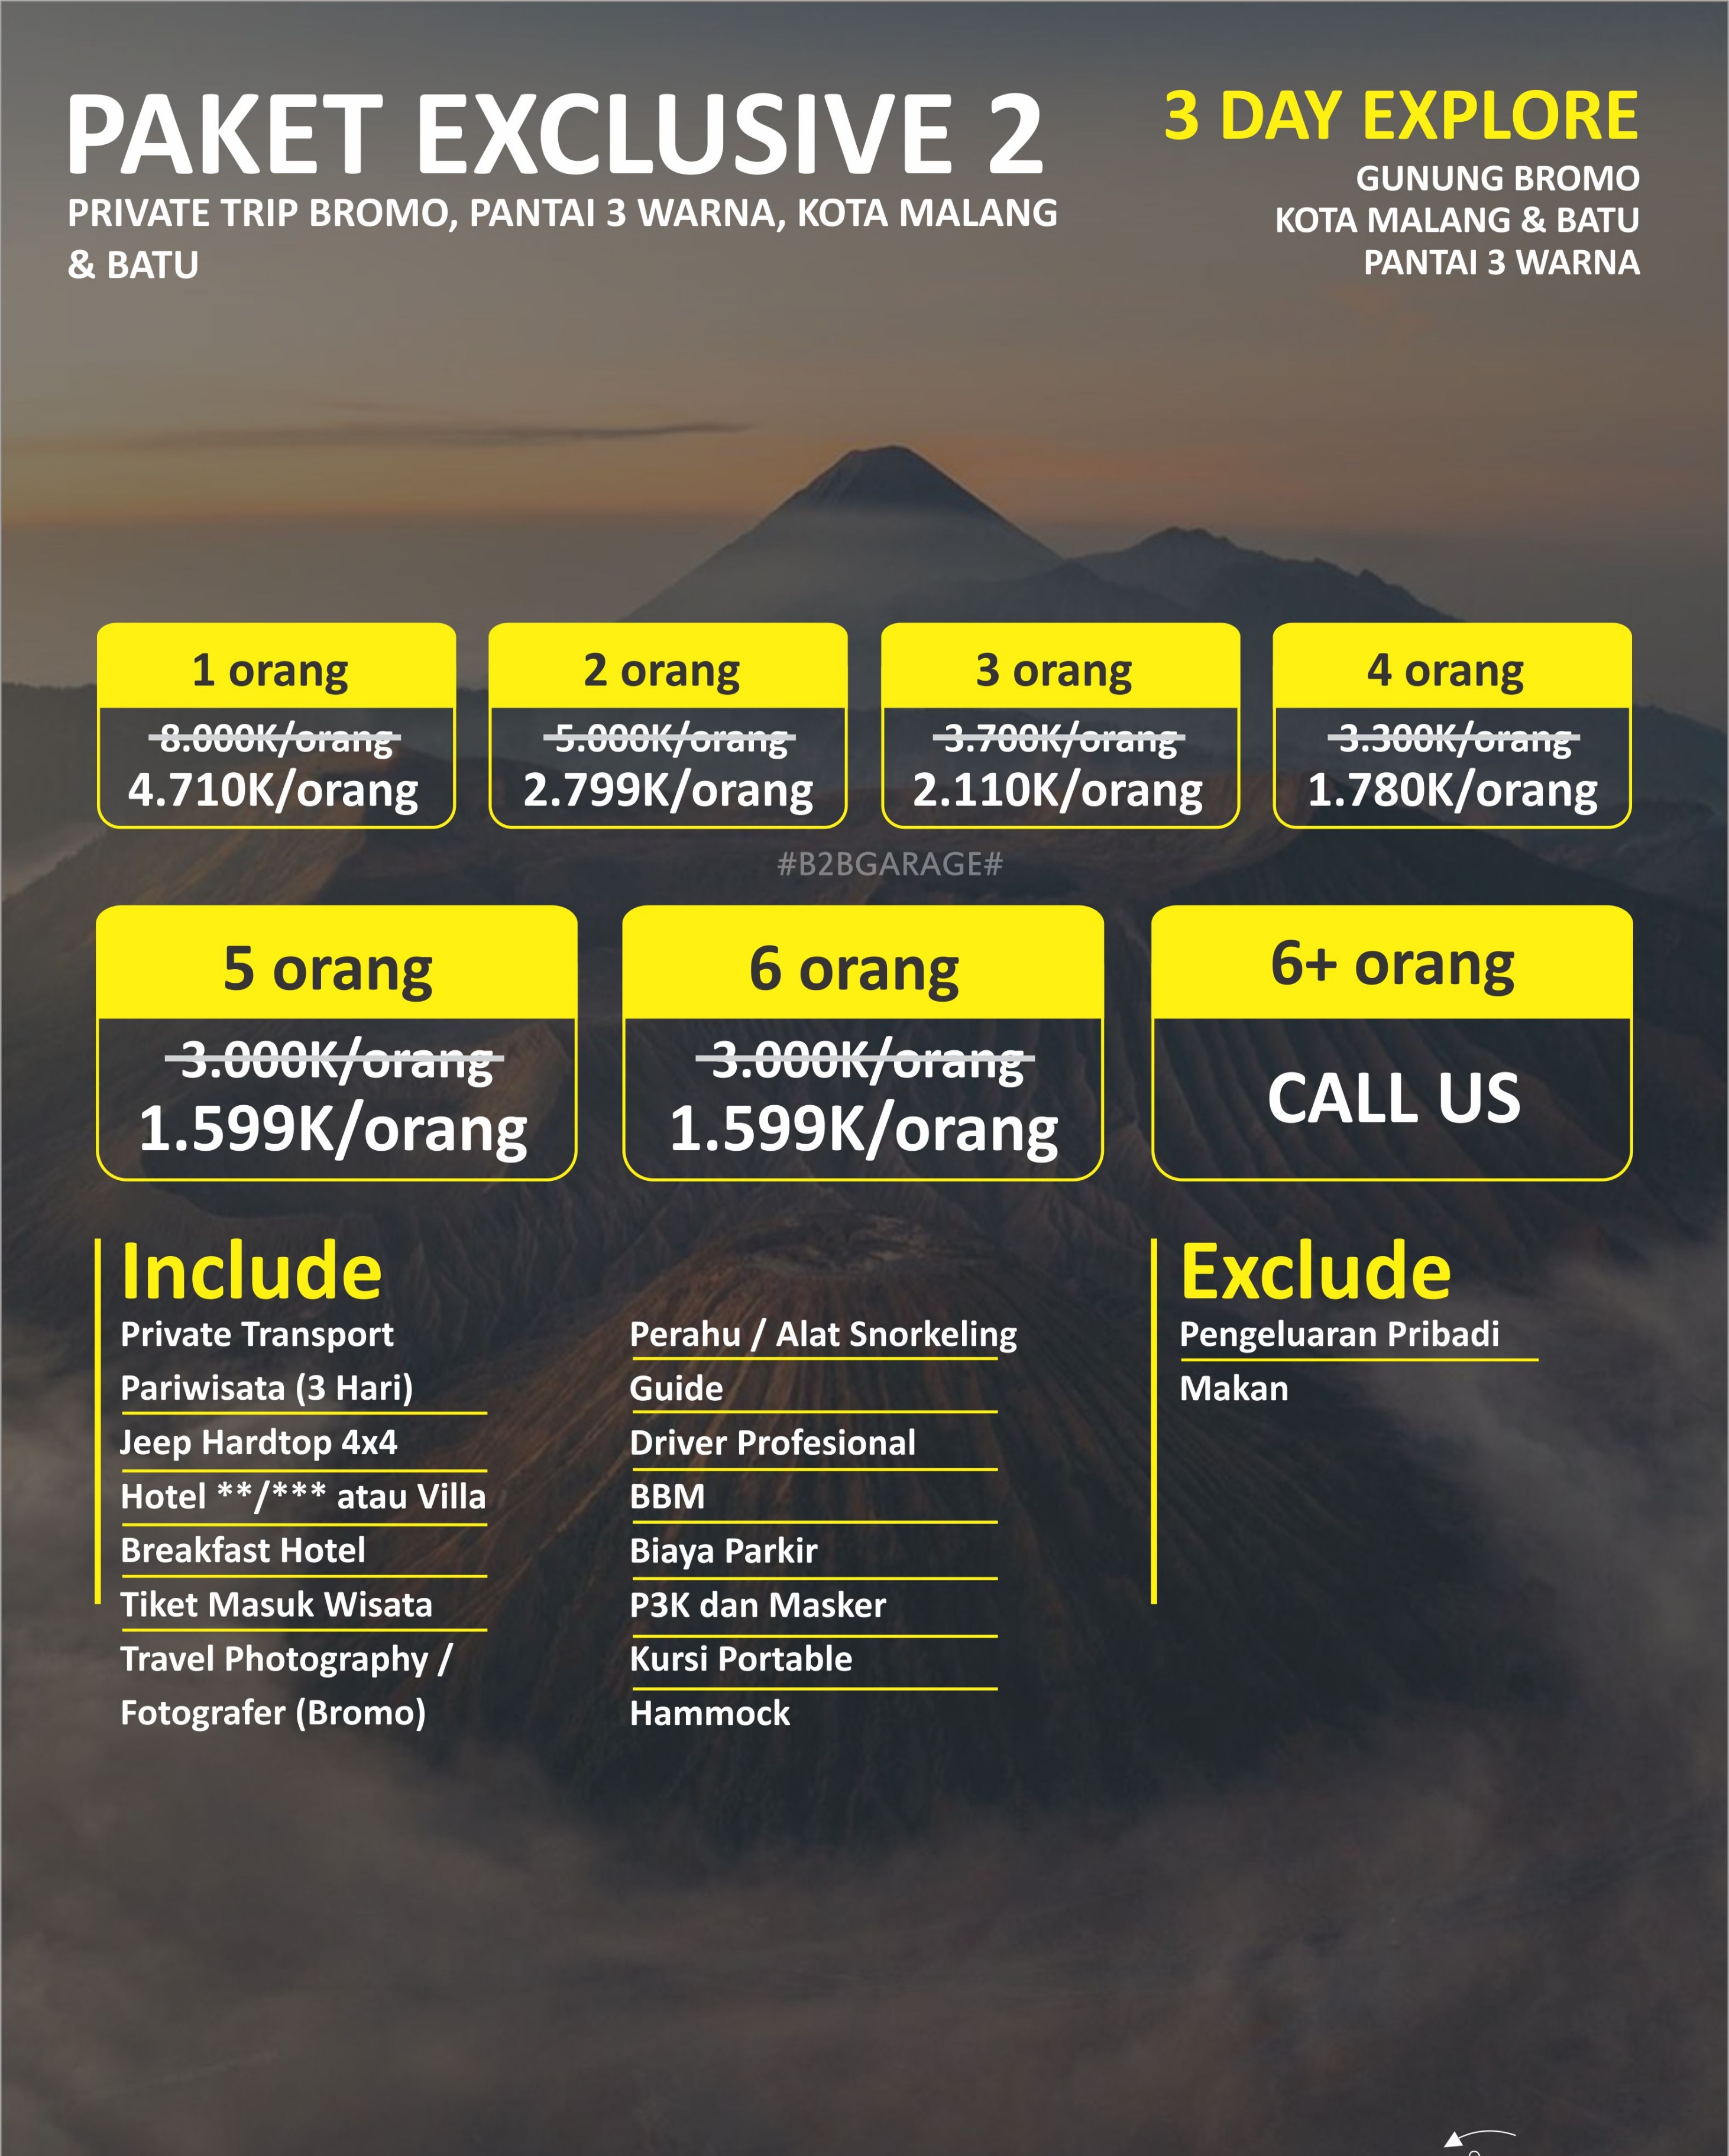 PAKET EXCLUSIVE 2
PRIVATE TRIP BROMO, PANTAI 3 WARNA, KOTA MALANG
& BATU
3 DAY EXPLORE
GUNUNG BROMO
KOTA MALANG & BATU
PANTAI 3 WARNA
1 orang
8.000K/orang
4.710K/orang
2 orang
5.000K/orang
2.799K/orang
3 orang
3.700K/orang
2.110K/orang
4 orang
3.300K/orang
1.780K/orang
#B2BGARAGE#
5 orang
3.000K/orang
1.599K/orang
6 orang
3.000K/orang
1.599K/orang
6+ orang
CALL US
Include
Private Transport
Pariwisata (3 Hari)
Jeep Hardtop 4x4
Hotel **/*** atau Villa
Breakfast Hotel
Tiket Masuk Wisata
Travel Photography /
Fotografer (Bromo)
Perahu / Alat Snorkeling
Guide
Driver Profesional
BBM
Biaya Parkir
P3K dan Masker
Kursi Portable
Hammock
Exclude
Pengeluaran Pribadi
Makan